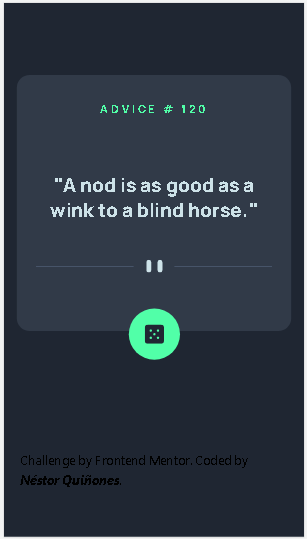 ADVICE # 120
"A nod is as good as a
wink to a blind horse."
Challenge by Frontend Mentor. Coded by
Néstor Quiñones.